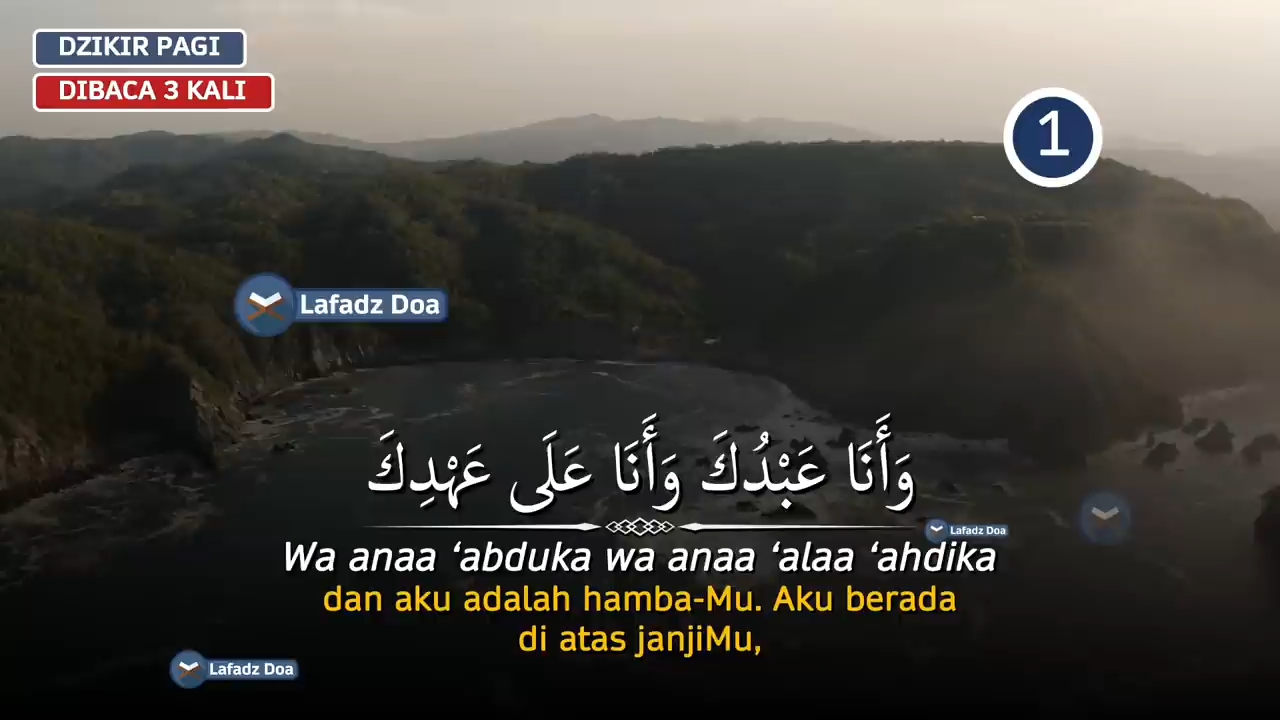 DZIKIR PAGI
DIBACA 3 KALI
1
Lafadz Doa
وَأَنَا عَبْدُكَ وَأَنَا عَلَى عَهْدِكَ
Lafadz Doa
Wa anaa ‘abduka wa anaa ‘alaa ‘ahdika
dan aku adalah hamba-Mu. Aku berada
di atas janjiMu,
Lafadz Doa